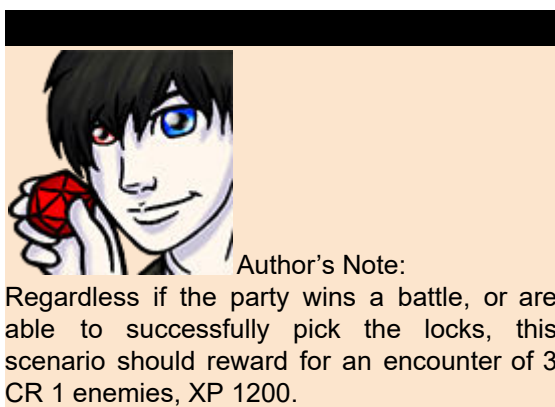 Author's Note:
Regardless if the party wins a battle, or are
able to successfully pick the locks, this
scenario should reward for an encounter of 3
CR 1 enemies, XP 1200.